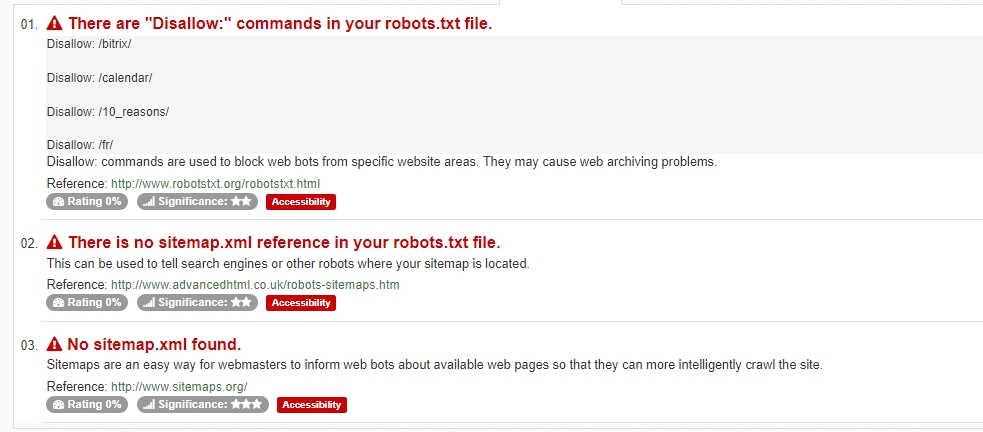 01. There are "Disallow:" commands in your robots.txt file.
Disallow: /bitrix/
Disallow: /calendar/
Disallow: /10_reasons/
Disallow: /fr/
Disallow: commands are used to block web bots from specific website areas. They may cause web archiving problems.
Reference: http://www.robotstxt.org/robotstxt.html
Rating 0% Significance: ★★ Accessibility
02. There is no sitemap.xml reference in your robots.txt file.
This can be used to tell search engines or other robots where your sitemap is located.
Reference: http://www.advancedhtml.co.uk/robots-sitemaps.htm
Rating 0% Significance: ★★ Accessibility
03. No sitemap.xml found.
Sitemaps are an easy way for webmasters to inform web bots about available web pages so that they can more intelligently crawl the site.
Reference: http://www.sitemaps.org/
Rating 0% Significance: ★★★ Accessibility